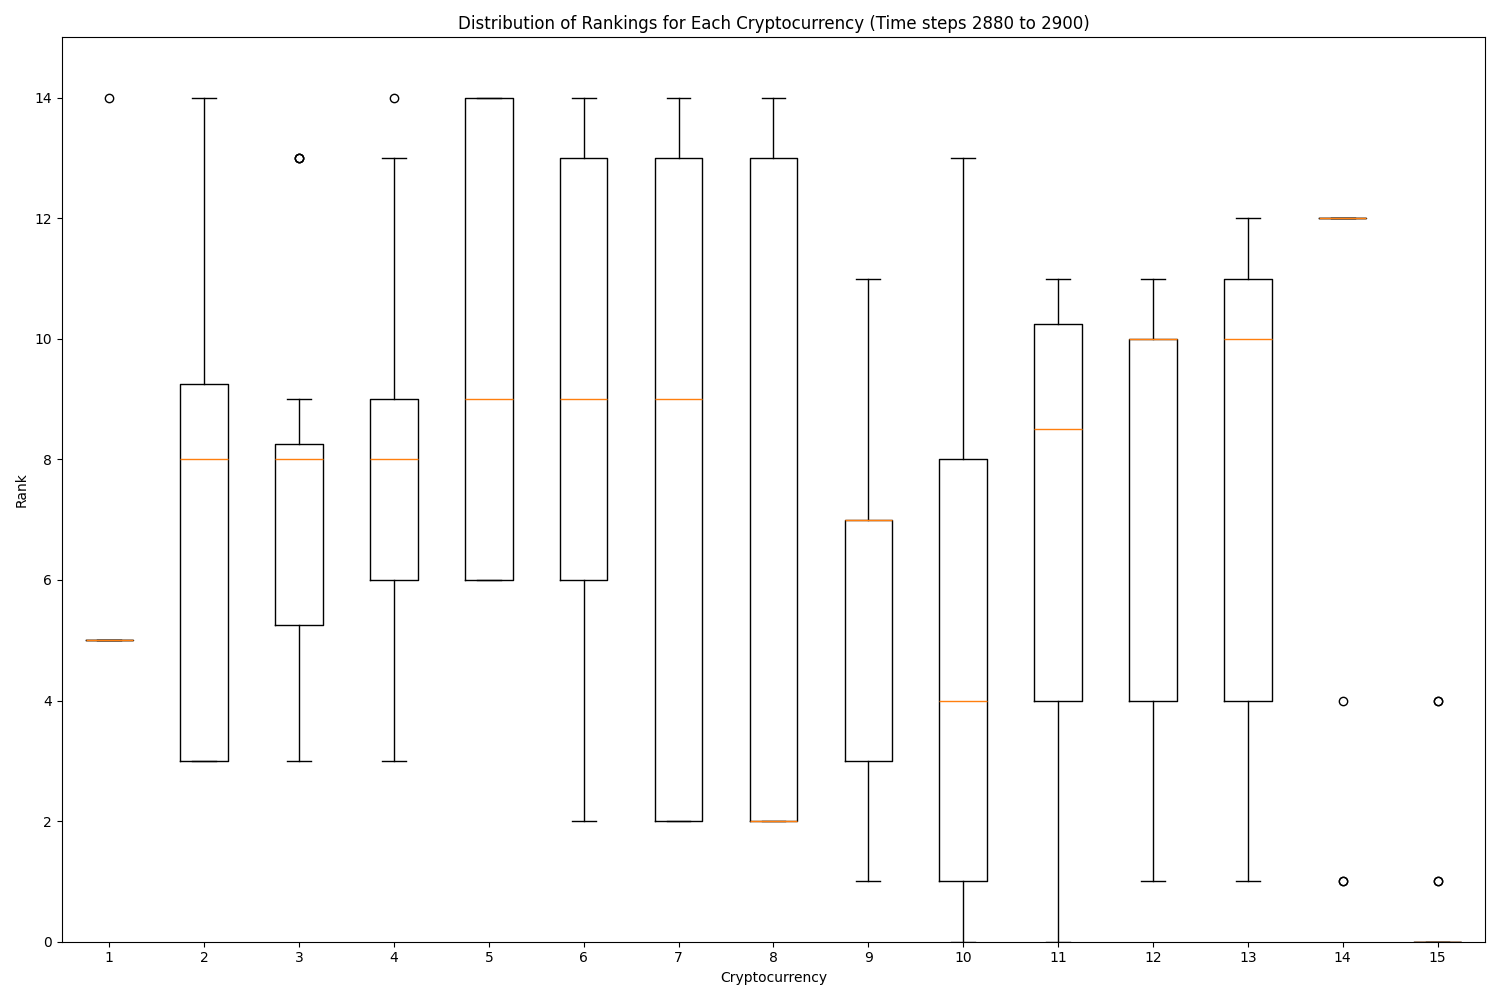 Distribution of Rankings for Each Cryptocurrency (Time steps 2880 to 2900)
14
12
10
8
6
4
2
0
Rank
1 2 3 4 5 6 7 8 9 10 11 12 13 14 15
Cryptocurrency